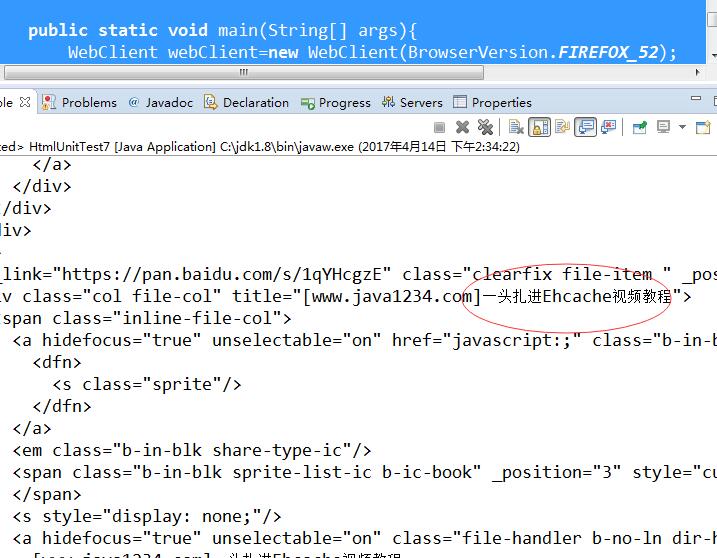 public static void main(String[] args){
WebClient webClient=new WebClient(BrowserVersion.FIREFOX_52);
Problems @ Javadoc Declaration Progress Servers Properties
HtmlUnitTest7 [Java Application] C:\jdk1.8\bin\javaw.exe (2017年4月14日 下午2:34:22)
</a>
</div>
/div>
div>
_link="https://pan.baidu.com/s/1qYHcgzE" class="clearfix file-item " _pos
v class="col file-col" title="[www.java1234.com]一头扎进Ehcache视频教程">
span class="inline-file-col">
<a hidefocus="true" unselectable="on" href="javascript:;" class="b-in-b
<dfn>
<s class="sprite"/>
</dfn>
</a>
<em class="b-in-blk share-type-ic"/>
<span class="b-in-blk sprite-list-ic b-ic-book" _position="3" style="cu
</span>
<s style="display: none;"/>
<a hidefocus="true" unselectable="on" class="file-handler b-no-ln dir-h